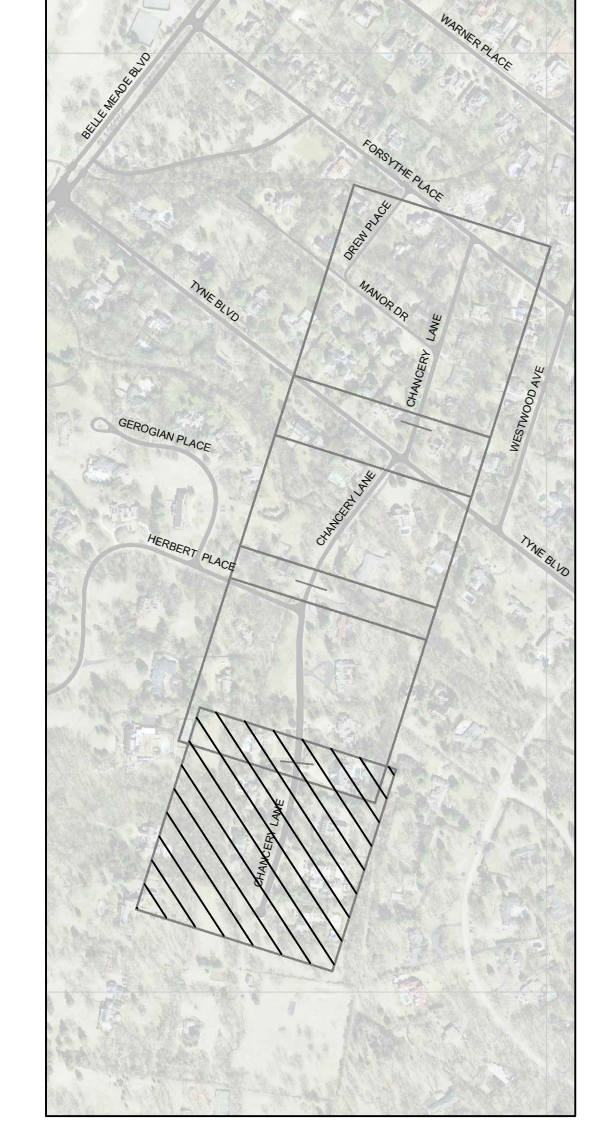 WARNER PLACE
BELLE MEADE BLVD
FORSYTHE PLACE
DREW PLACE
MANOR DR
TYNE BLVD
CHANCERY LANE
WESTWOOD AVE
GEROGIAN PLACE
CHANCERY LANE
HERBERT PLACE
TYNE BLVD
CHANCERY LANE